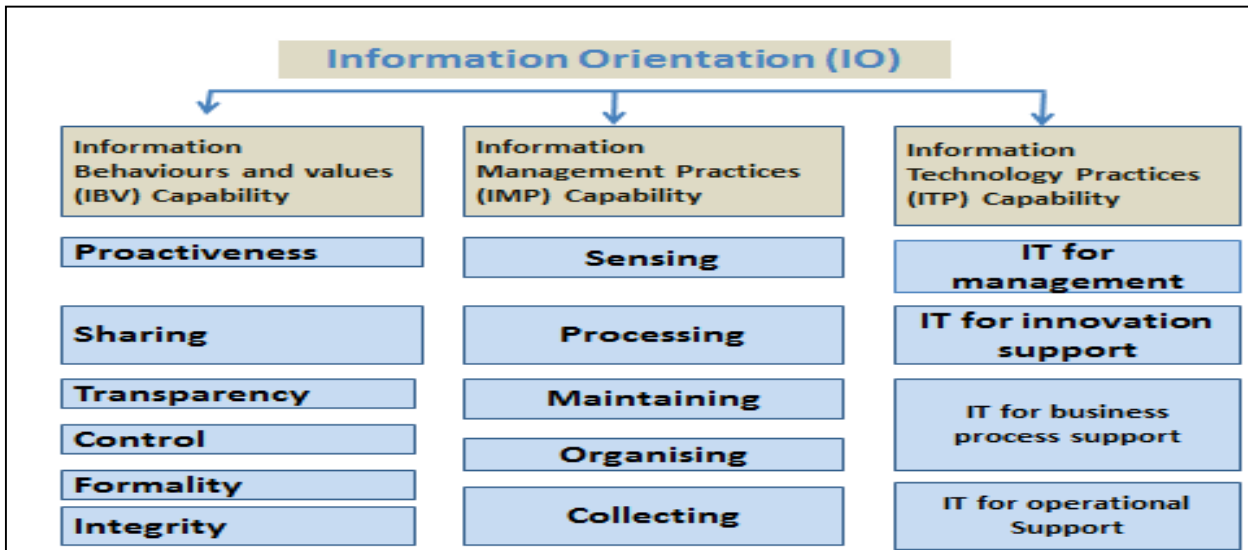 Information Orientation (IO)
Information
Behaviours and values
(IBV) Capability
Proactiveness
Sharing
Transparency
Control
Formality
Integrity
Information
Management Practices
(IMP) Capability
Sensing
Processing
Maintaining
Organising
Collecting
Information
Technology Practices
(ITP) Capability
IT for
management
IT for innovation
support
IT for business
process support
IT for operational
Support